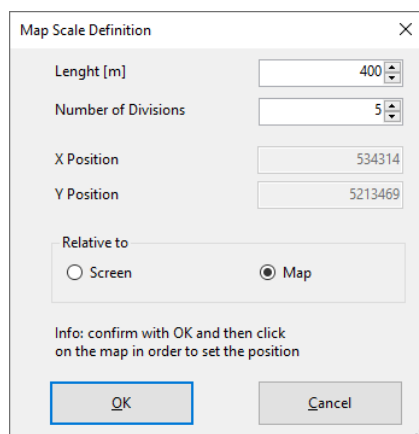 Map Scale Definition
Lenght [m] 400
Number of Divisions 5
X Position 534314
Y Position 5213469
Relative to
Screen Map
Info: confirm with OK and then click
on the map in order to set the position
OK Cancel